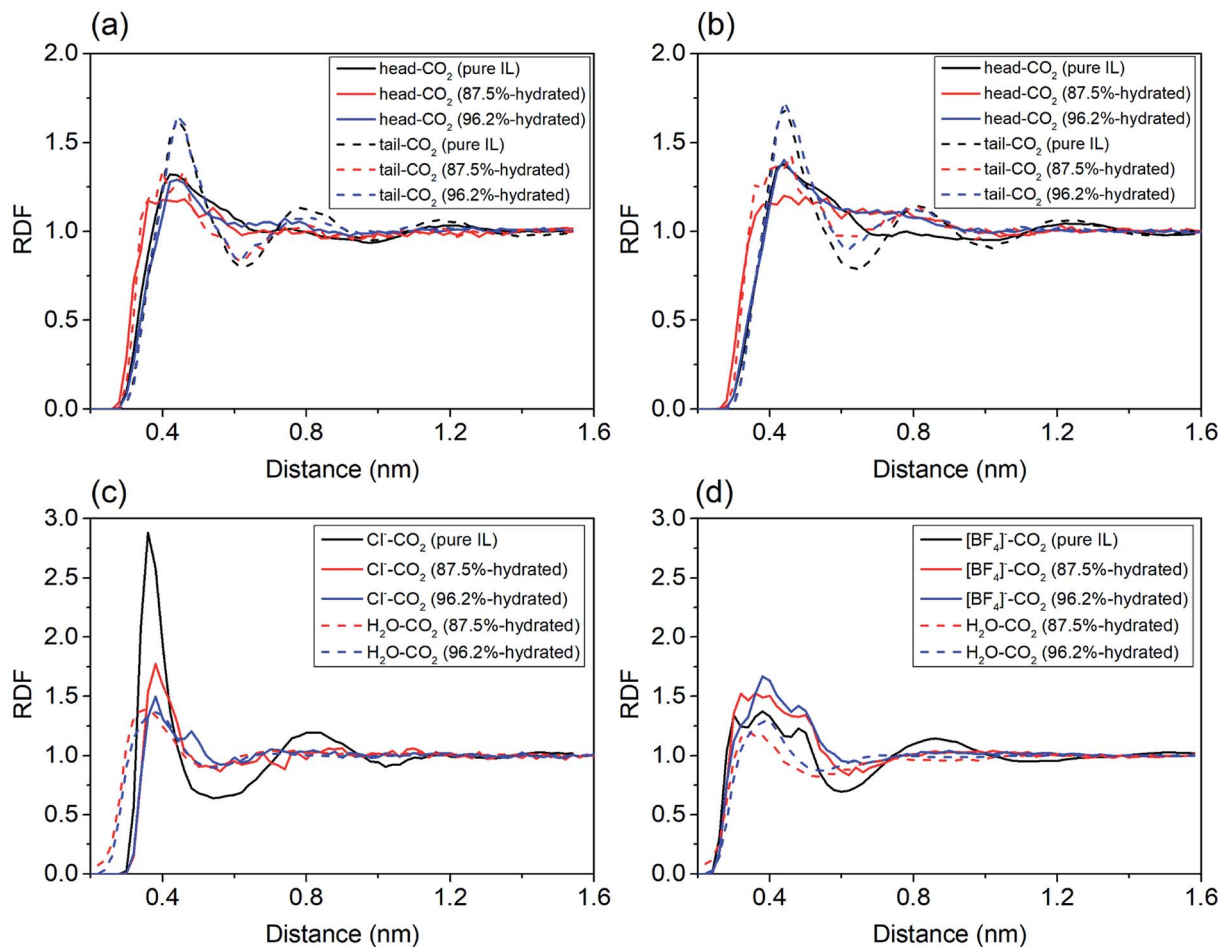 (a)
2.0
1.5
1.0
0.5
0.0
RDF
0.4
0.8
1.2
1.6
Distance (nm)
head-CO₂ (pure IL)
head-CO₂ (87.5%-hydrated)
head-CO₂ (96.2%-hydrated)
tail-CO₂ (pure IL)
tail-CO₂ (87.5%-hydrated)
tail-CO₂ (96.2%-hydrated)
(b)
2.0
1.5
1.0
0.5
0.0
RDF
0.4
0.8
1.2
1.6
Distance (nm)
head-CO₂ (pure IL)
head-CO₂ (87.5%-hydrated)
head-CO₂ (96.2%-hydrated)
tail-CO₂ (pure IL)
tail-CO₂ (87.5%-hydrated)
tail-CO₂ (96.2%-hydrated)
(c)
3.0
2.5
2.0
1.5
1.0
0.5
0.0
RDF
0.4
0.8
1.2
1.6
Distance (nm)
Cl⁻-CO₂ (pure IL)
Cl⁻-CO₂ (87.5%-hydrated)
Cl⁻-CO₂ (96.2%-hydrated)
H₂O-CO₂ (87.5%-hydrated)
H₂O-CO₂ (96.2%-hydrated)
(d)
3.0
2.5
2.0
1.5
1.0
0.5
0.0
RDF
0.4
0.8
1.2
1.6
Distance (nm)
[BF₄]⁻-CO₂ (pure IL)
[BF₄]⁻-CO₂ (87.5%-hydrated)
[BF₄]⁻-CO₂ (96.2%-hydrated)
H₂O-CO₂ (87.5%-hydrated)
H₂O-CO₂ (96.2%-hydrated)